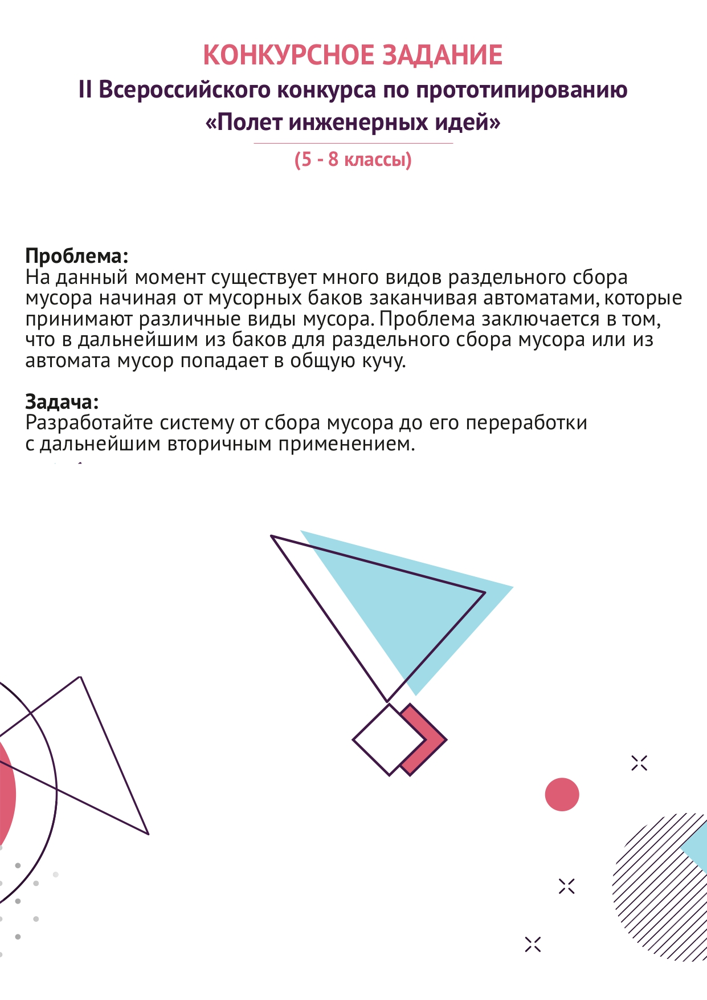 КОНКУРСНОЕ ЗАДАНИЕ
II Всероссийского конкурса по прототипированию
«Полет инженерных идей»
(5 - 8 классы)
Проблема:
На данный момент существует много видов раздельного сбора
мусора начиная от мусорных баков заканчивая автоматами, которые
принимают различные виды мусора. Проблема заключается в том,
что в дальнейшим из баков для раздельного сбора мусора или из
автомата мусор попадает в общую кучу.
Задача:
Разработайте систему от сбора мусора до его переработки
с дальнейшим вторичным применением.